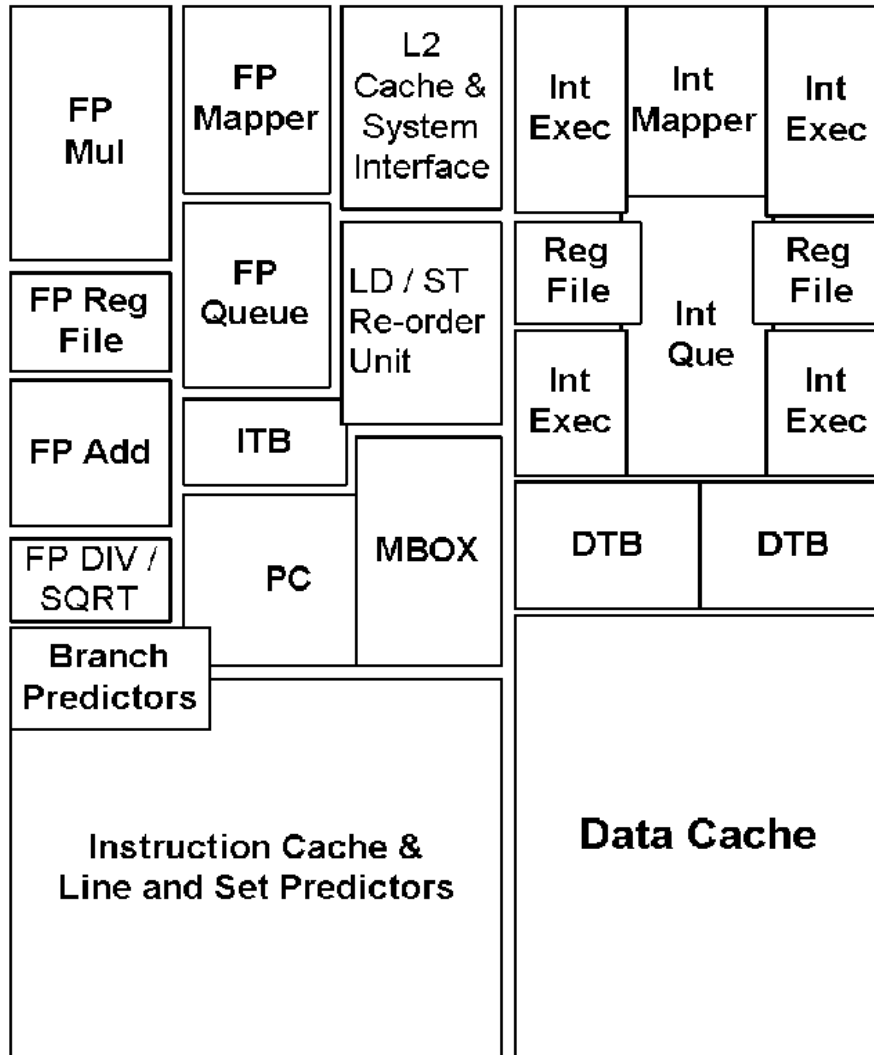 FP
Mul
FP
Mapper
L2
Cache &
System
Interface
Int
Exec
Int
Mapper
Int
Exec
FP Reg
File
FP
Queue
LD / ST
Re-order
Unit
Reg
File
Int
Que
Reg
File
FP Add
ITB
Int
Exec
Int
Exec
FP DIV /
SQRT
PC
MBOX
DTB
DTB
Branch
Predictors
Instruction Cache &
Line and Set Predictors
Data Cache